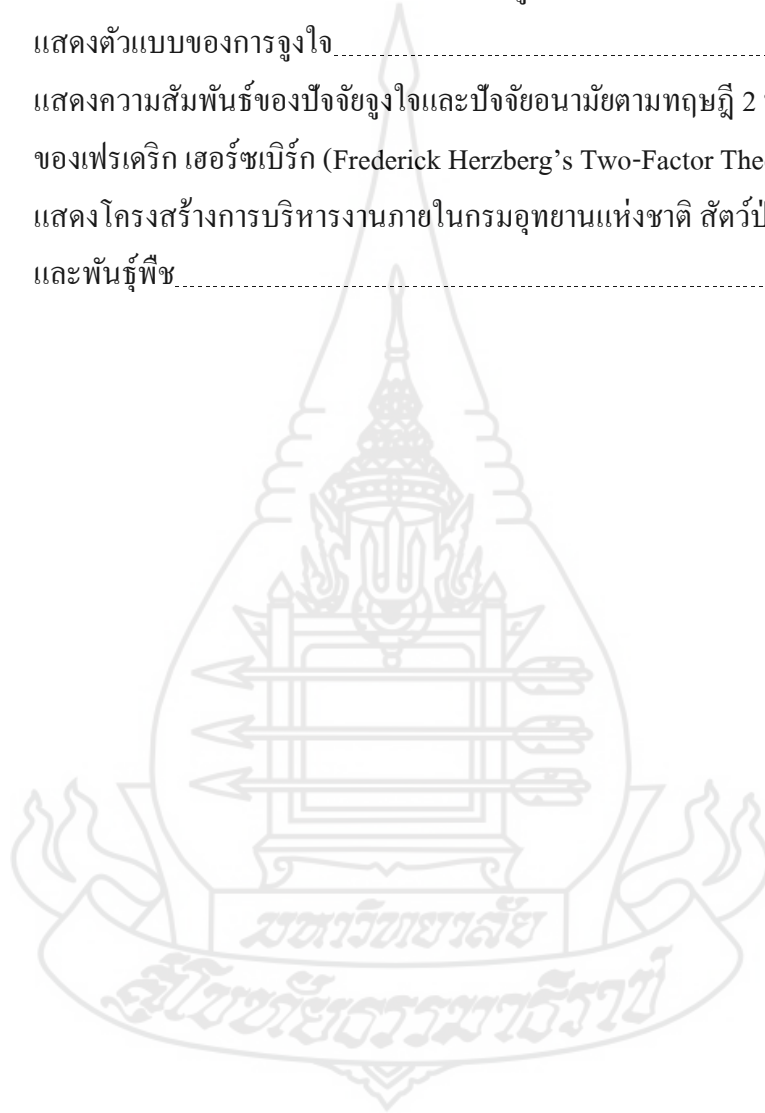 แสดงตัวแบบของการจูงใจ
แสดงความสัมพันธ์ของปัจจัยจูงใจและปัจจัยอนามัยตามทฤษฎี 2
ของเฟรเดริก เฮอร์ซเบิร์ก (Frederick Herzberg’s Two-Factor
แสดงโครงสร้างการบริหารงานภายในกรมอุทยานแห่งชาติ สัตว์ป่
และพันธุ์พืช
มหาวิทยาลัย
สุโขทัยธรรมาธิราช